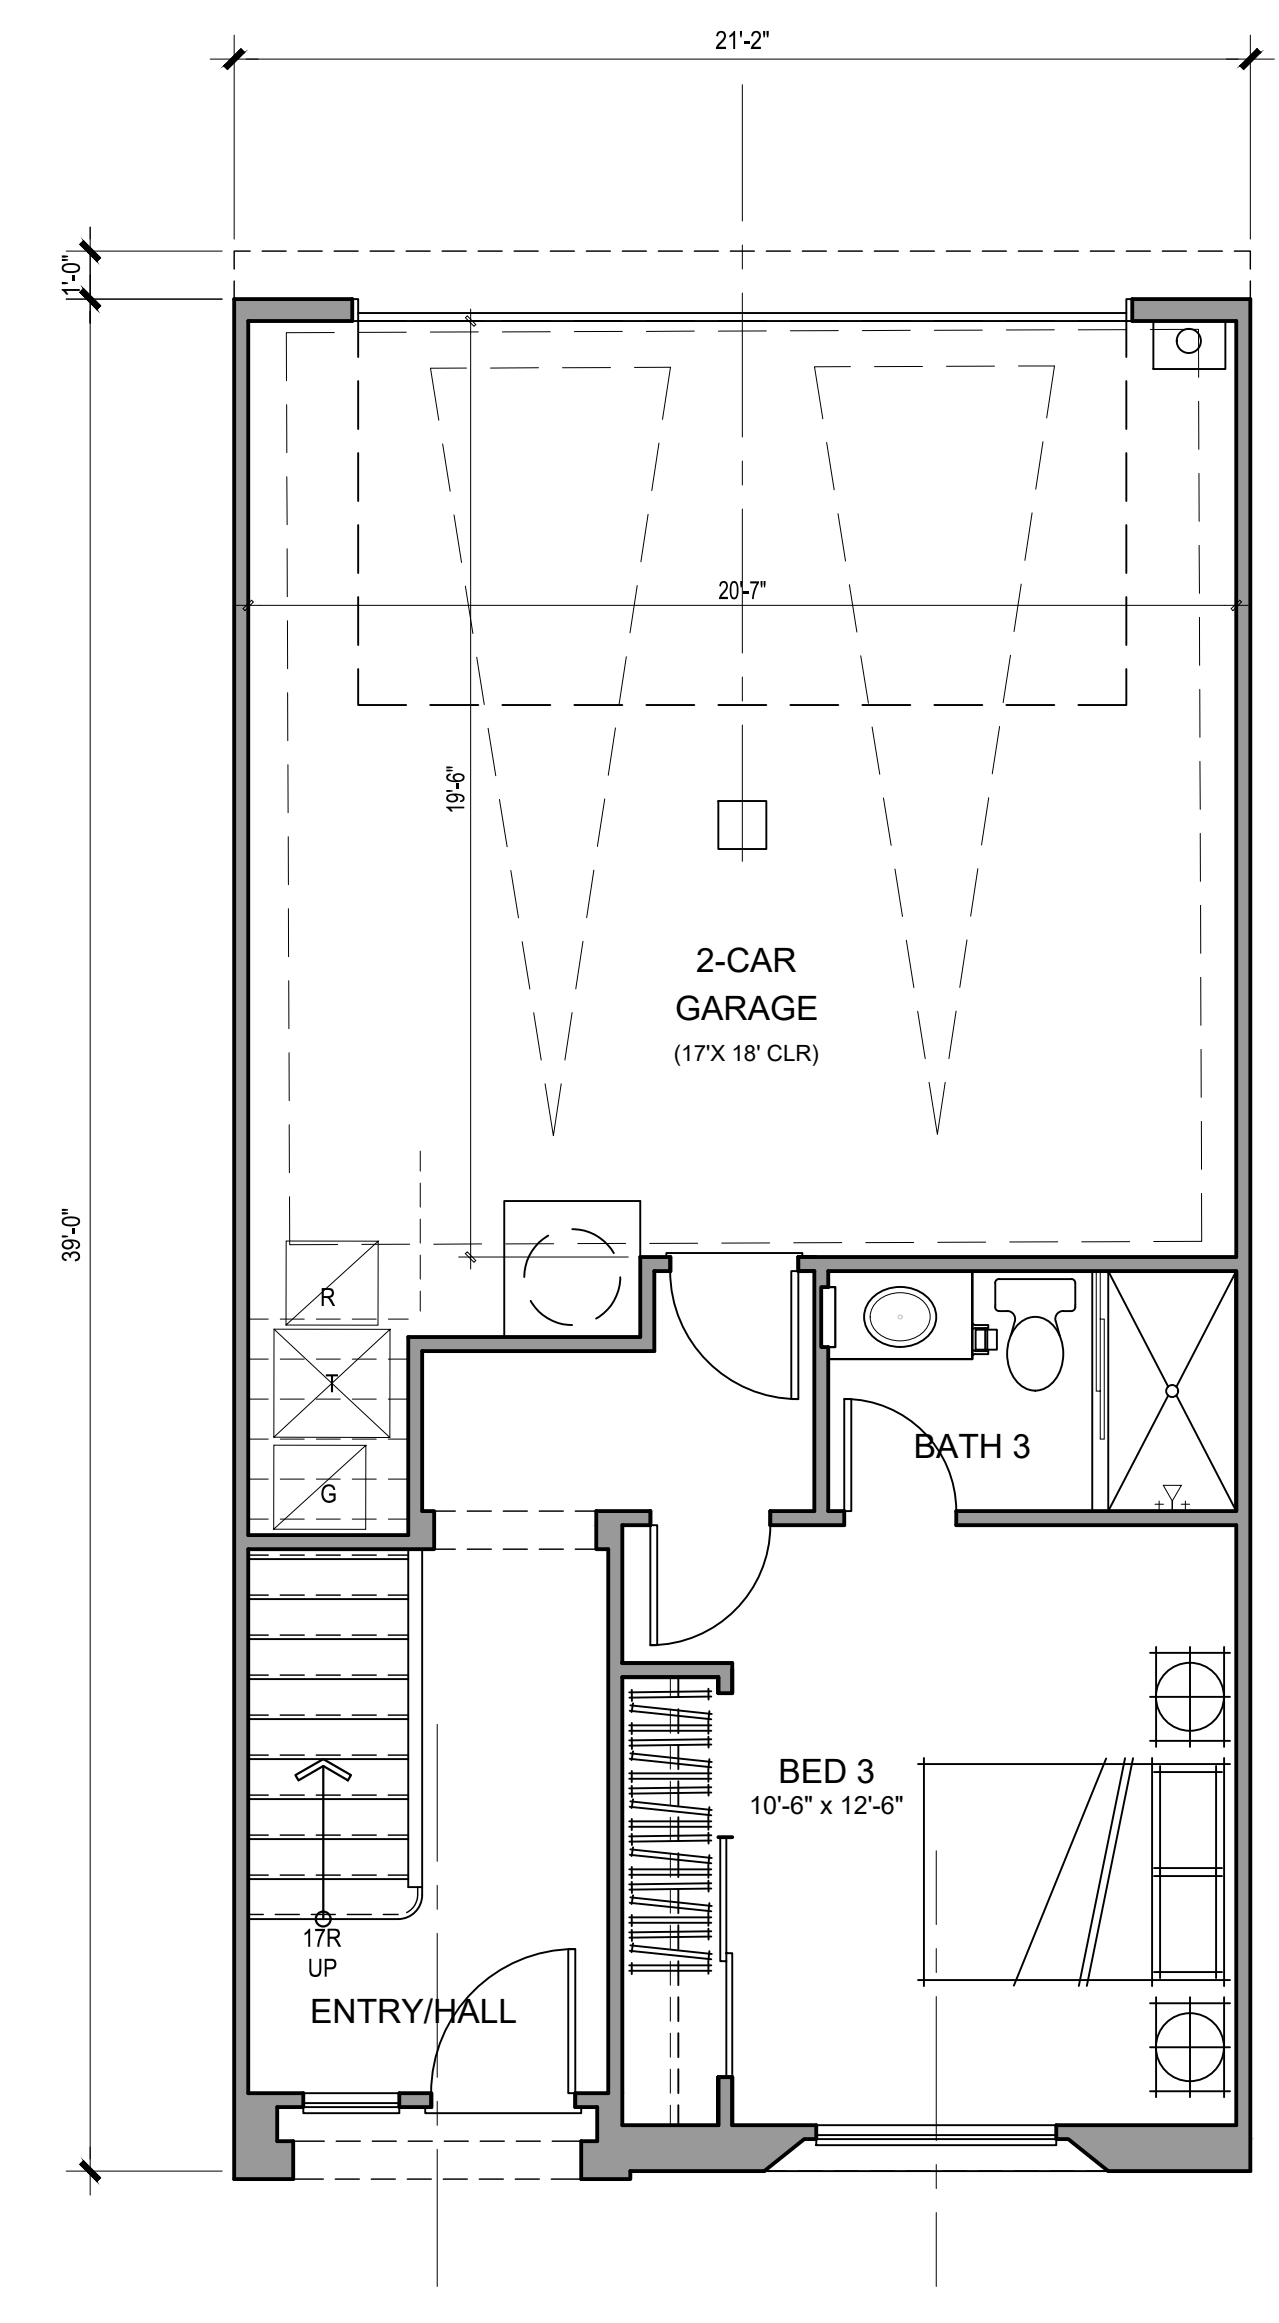 21'-2"
1'-0"
20'-7"
19'-6"
2-CAR
GARAGE
(17'X 18' CLR)
39'-0"
R
T
G
BATH 3
BED 3
10'-6" x 12'-6"
17R
UP
ENTRY/HALL